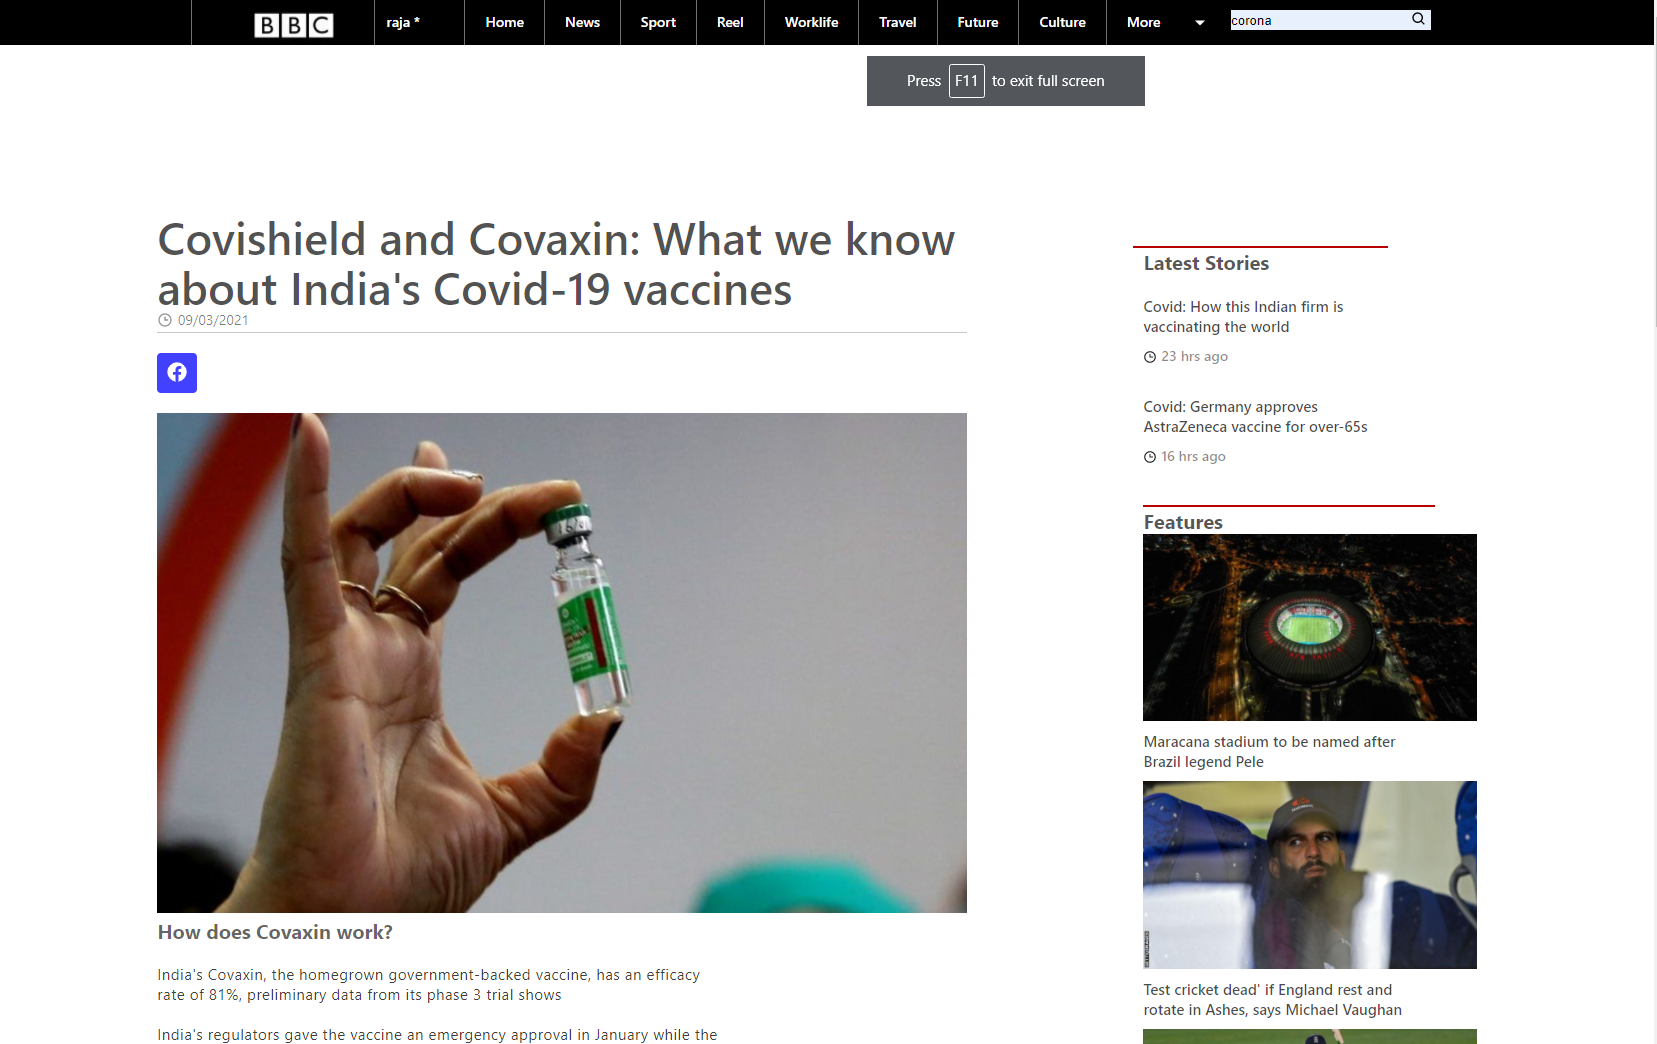 BBC
raja *
Home
News
Sport
Reel
Worklife
Travel
Future
Culture
More
corona
Press F11 to exit full screen
Covishield and Covaxin: What we know
about India's Covid-19 vaccines
09/03/2021
How does Covaxin work?
India's Covaxin, the homegrown government-backed vaccine, has an efficacy
rate of 81%, preliminary data from its phase 3 trial shows
India's regulators gave the vaccine an emergency approval in January while the
Latest Stories
Covid: How this Indian firm is
vaccinating the world
23 hrs ago
Covid: Germany approves
AstraZeneca vaccine for over-65s
16 hrs ago
Features
Maracana stadium to be named after
Brazil legend Pele
Test cricket dead' if England rest and
rotate in Ashes, says Michael Vaughan